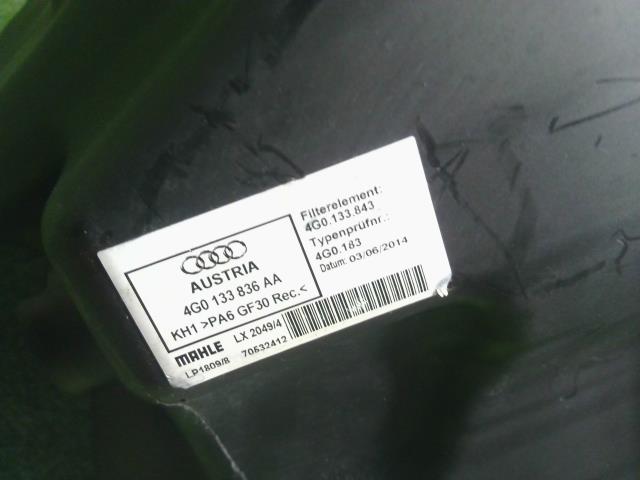 AUSTRIA
4G0 133 836 AA
KH1 >PA6 GF30 Rec.<
Filterelement:
4G0.133.843
Typenprüfnr.:
4G0.183
Datum: 03/06/2014
MAHLE LX 2049/4
LP1809/8 70532412